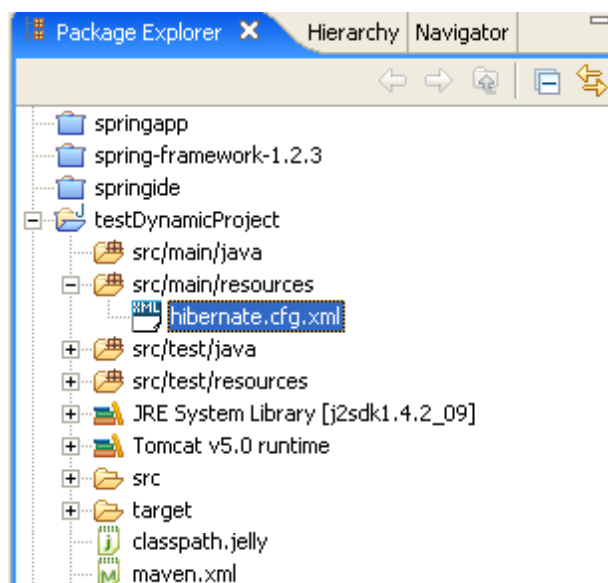 Package Explorer Hierarchy Navigator
springapp
spring-framework-1.2.3
springide
testDynamicProject
src/main/java
src/main/resources
XML hibernate.cfg.xml
src/test/java
src/test/resources
JRE System Library [j2sdk1.4.2_09]
Tomcat v5.0 runtime
src
target
j classpath.jelly
M maven.xml